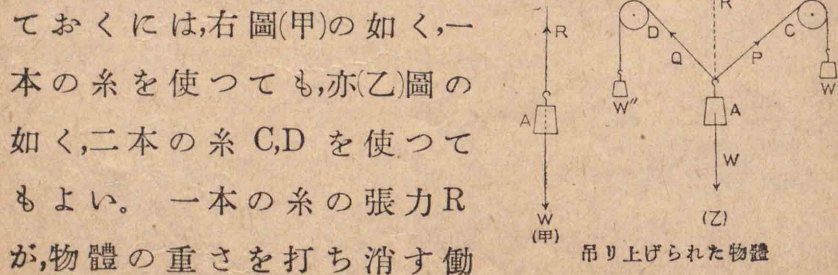 ておくには,右圖(甲)の如く,一
本の糸を使つても,亦(乙)圖の
如く,二本の糸 C,D を使つて
もよい。 一本の糸の張力R
が,物體の重さを打ち消す働
R
A
W
(甲)
R
D
C
Q
P
W″
W
A
W
(乙)
吊り上げられた物體